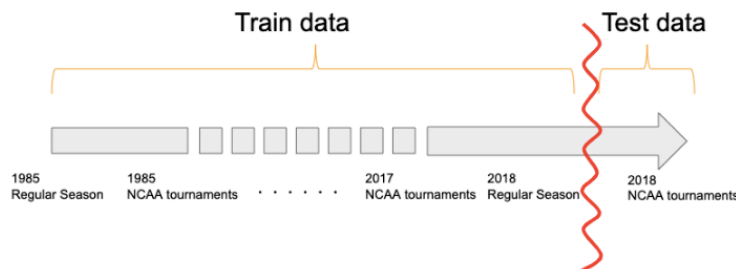 Train data
Test data
1985
Regular Season
1985
NCAA tournaments
. . . . . .
2017
NCAA tournaments
2018
Regular Season
2018
NCAA tournaments